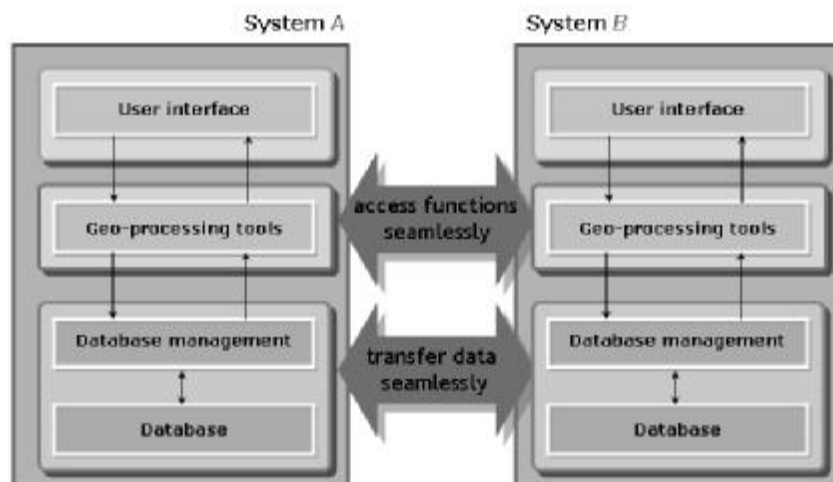 System A
System B
User interface
User interface
access functions
seamlessly
Geo-processing tools
Geo-processing tools
Database management
transfer data
seamlessly
Database management
Database
Database